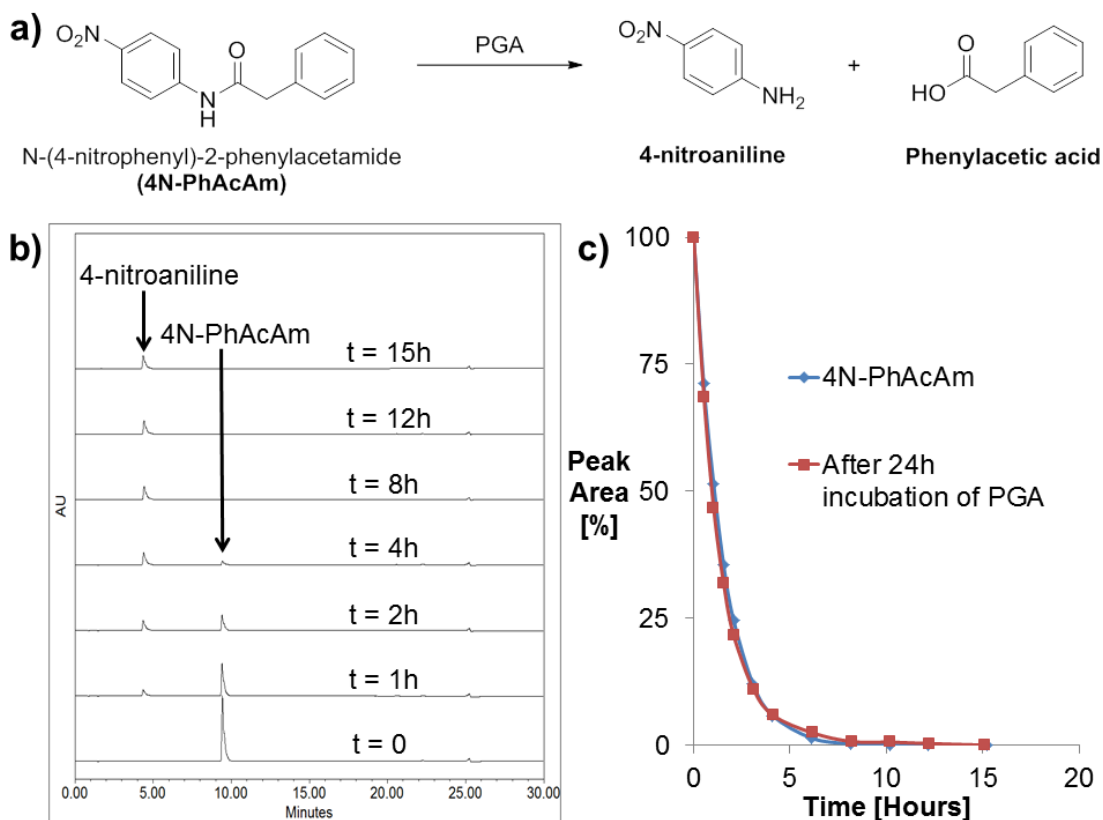 a)
O₂N
O
N
H
PGA
O₂N
NH₂
+
O
HO
N-(4-nitrophenyl)-2-phenylacetamide
(4N-PhAcAm)
4-nitroaniline
Phenylacetic acid
b)
4-nitroaniline
4N-PhAcAm
t = 15h
t = 12h
t = 8h
t = 4h
t = 2h
t = 1h
t = 0
AU
0.00 5.00 10.00 15.00 20.00 25.00 30.00
Minutes
c)
100
75
50
25
0
Peak
Area
[%]
4N-PhAcAm
After 24h
incubation of PGA
0 5 10 15 20
Time [Hours]